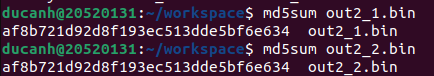 ducanh@20520131:~/workspace$ md5sum out2_1.bin
af8b721d92d8f193ec513dde5bf6e634  out2_1.bin
ducanh@20520131:~/workspace$ md5sum out2_2.bin
af8b721d92d8f193ec513dde5bf6e634  out2_2.bin